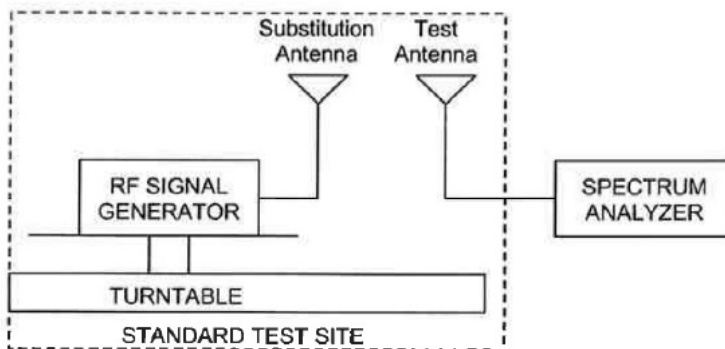 Substitution
Antenna
Test
Antenna
RF SIGNAL
GENERATOR
SPECTRUM
ANALYZER
TURNTABLE
STANDARD TEST SITE